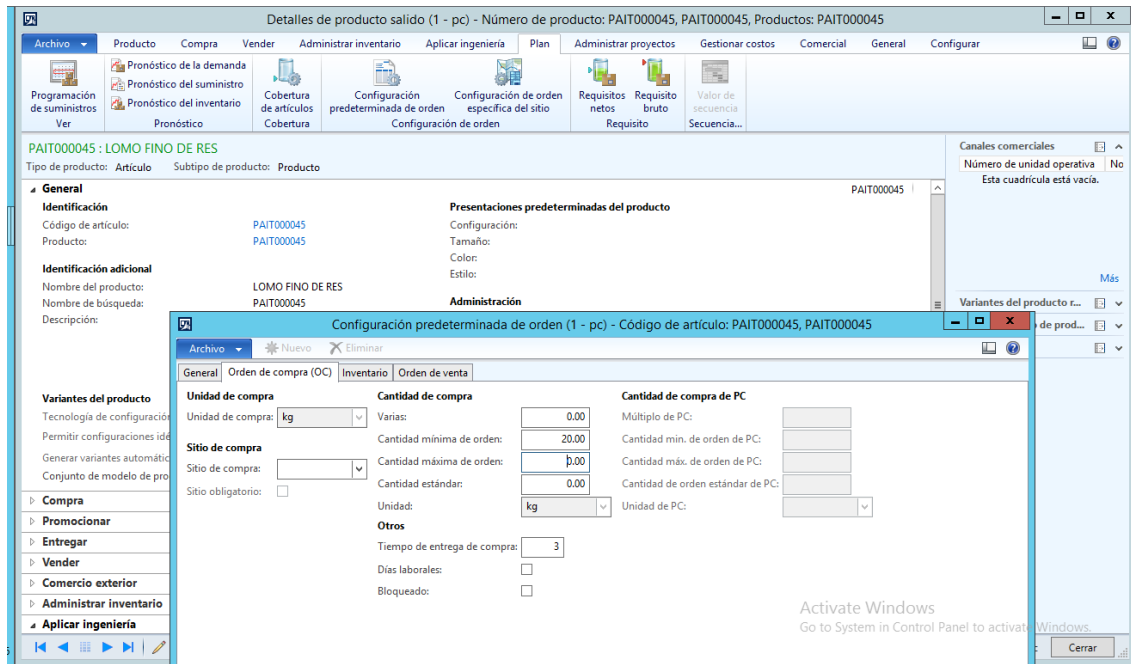 Detalles de producto salido (1 - pc) - Número de producto: PAIT000045, PAIT000045, Productos: PAIT000045
Archivo Producto Compra Vender Administrar inventario Aplicar ingeniería Plan Administrar proyectos Gestionar costos Comercial General Configurar
Programación de suministros
Ver
Pronóstico de la demanda
Pronóstico del suministro
Pronóstico del inventario
Pronóstico
Cobertura de artículos
Cobertura
Configuración predeterminada de orden
Configuración de orden específica del sitio
Configuración de orden
Requisitos netos
Requisito bruto
Requisito
Valor de secuencia
Secuencia...
PAIT000045 : LOMO FINO DE RES
Tipo de producto: Artículo Subtipo de producto: Producto
General PAIT000045
Identificación
Código de artículo: PAIT000045
Producto: PAIT000045
Identificación adicional
Nombre del producto: LOMO FINO DE RES
Nombre de búsqueda: PAIT000045
Descripción:
Variantes del producto
Tecnología de configuración
Permitir configuraciones idé
Generar variantes automátic
Conjunto de modelo de pro
Compra
Promocionar
Entregar
Vender
Comercio exterior
Administrar inventario
Aplicar ingeniería
Presentaciones predeterminadas del producto
Configuración:
Tamaño:
Color:
Estilo:
Administración
Canales comerciales
Número de unidad operativa No
Esta cuadrícula está vacía.
Más
Variantes del producto r...
de prod...
Configuración predeterminada de orden (1 - pc) - Código de artículo: PAIT000045, PAIT000045
Archivo Nuevo Eliminar
General Orden de compra (OC) Inventario Orden de venta
Unidad de compra
Unidad de compra: kg
Sitio de compra
Sitio de compra:
Sitio obligatorio:
Cantidad de compra
Varias: 0.00
Cantidad mínima de orden: 20.00
Cantidad máxima de orden: 0.00
Cantidad estándar: 0.00
Unidad: kg
Otros
Tiempo de entrega de compra: 3
Días laborales:
Bloqueado:
Cantidad de compra de PC
Múltiplo de PC:
Cantidad min. de orden de PC:
Cantidad máx. de orden de PC:
Cantidad de orden estándar de PC:
Unidad de PC:
Activate Windows
Go to System in Control Panel to activate Windows.
Cerrar